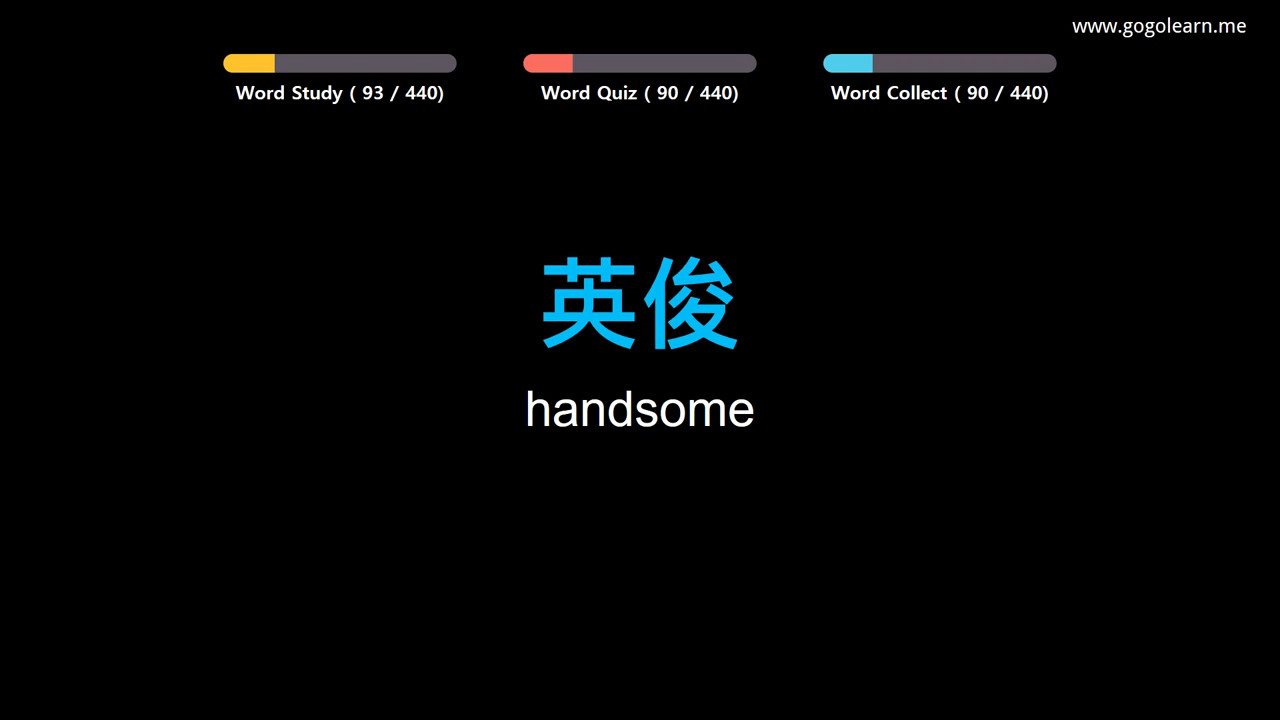 www.gogolearn.me
Word Study ( 93 / 440)
Word Quiz ( 90 / 440)
Word Collect ( 90 / 440)
英俊
handsome